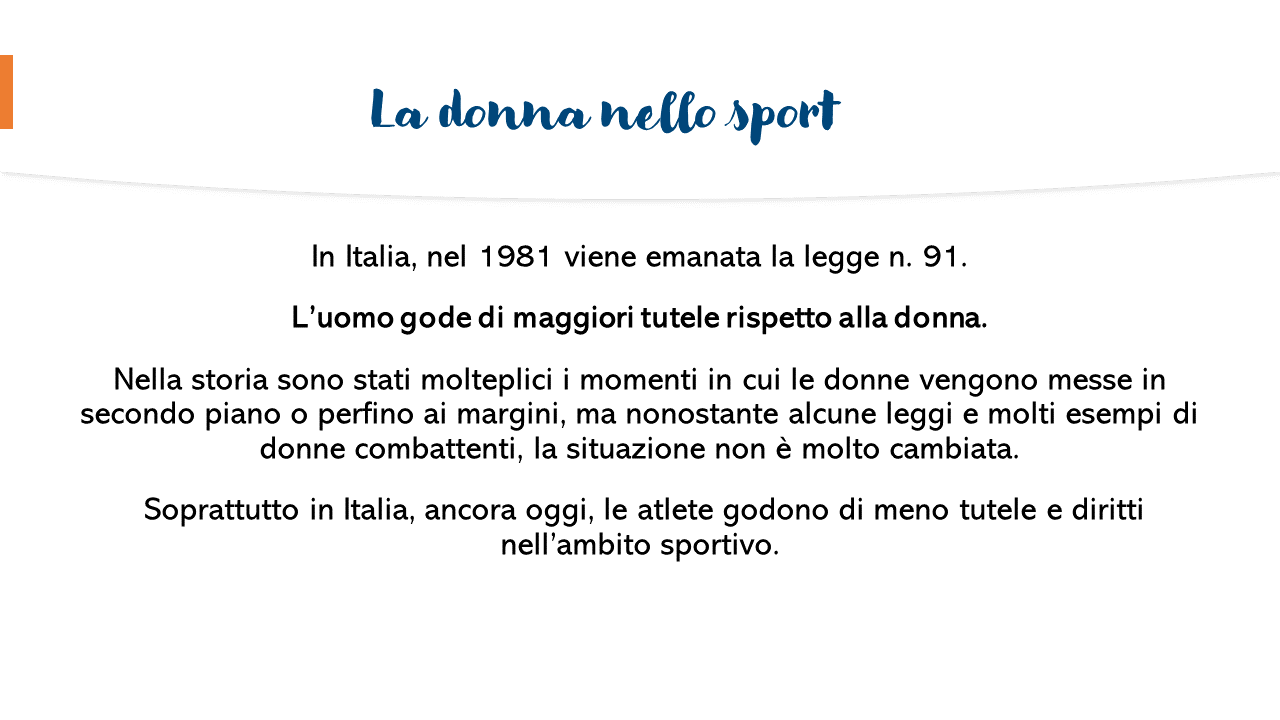 La donna nello sport
In Italia, nel 1981 viene emanata la legge n. 91.
L’uomo gode di maggiori tutele rispetto alla donna.
Nella storia sono stati molteplici i momenti in cui le donne vengono messe in
secondo piano o perfino ai margini, ma nonostante alcune leggi e molti esempi di
donne combattenti, la situazione non è molto cambiata.
Soprattutto in Italia, ancora oggi, le atlete godono di meno tutele e diritti
nell’ambito sportivo.